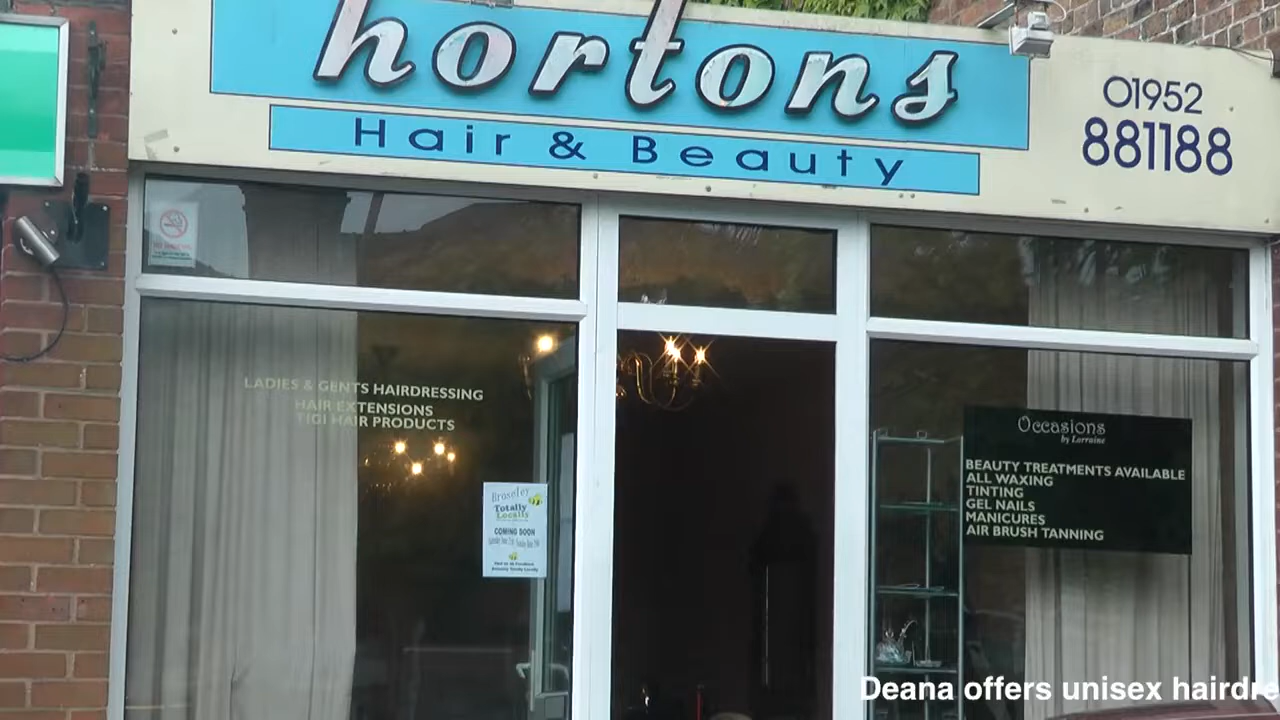 hortons
Hair & Beauty
01952
881188
LADIES & GENTS HAIRDRESSING
HAIR EXTENSIONS
TIGI HAIR PRODUCTS
Broseley
Totally
Locally
COMING SOON
Occasions
by Lorraine
BEAUTY TREATMENTS AVAILABLE
ALL WAXING
TINTING
GEL NAILS
MANICURES
AIR BRUSH TANNING
Deana offers unisex hairdre